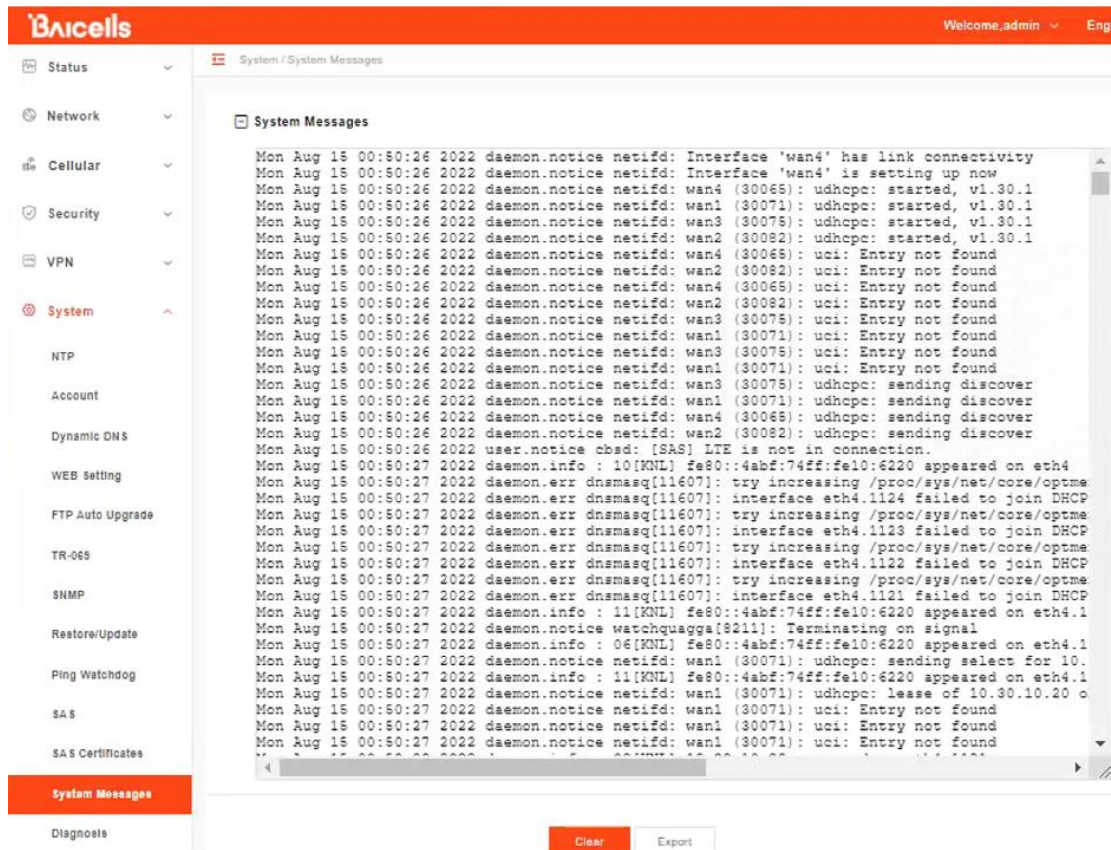 BAICELLS
Welcome,admin Eng
Status
Network
Cellular
Security
VPN
System
NTP
Account
Dynamic DNS
WEB Setting
FTP Auto Upgrade
TR-069
SNMP
Restore/Update
Ping Watchdog
SAS
SAS Certificates
System Messages
Diagnosis
System / System Messages
System Messages
Mon Aug 15 00:50:26 2022 daemon.notice netifd: Interface 'wan4' has link connectivity
Mon Aug 15 00:50:26 2022 daemon.notice netifd: Interface 'wan4' is setting up now
Mon Aug 15 00:50:26 2022 daemon.notice netifd: wan4 (30065): udhcpc: started, v1.30.1
Mon Aug 15 00:50:26 2022 daemon.notice netifd: wan1 (30071): udhcpc: started, v1.30.1
Mon Aug 15 00:50:26 2022 daemon.notice netifd: wan3 (30075): udhcpc: started, v1.30.1
Mon Aug 15 00:50:26 2022 daemon.notice netifd: wan2 (30082): udhcpc: started, v1.30.1
Mon Aug 15 00:50:26 2022 daemon.notice netifd: wan4 (30065): uci: Entry not found
Mon Aug 15 00:50:26 2022 daemon.notice netifd: wan2 (30082): uci: Entry not found
Mon Aug 15 00:50:26 2022 daemon.notice netifd: wan4 (30065): uci: Entry not found
Mon Aug 15 00:50:26 2022 daemon.notice netifd: wan2 (30082): uci: Entry not found
Mon Aug 15 00:50:26 2022 daemon.notice netifd: wan3 (30075): uci: Entry not found
Mon Aug 15 00:50:26 2022 daemon.notice netifd: wan1 (30071): uci: Entry not found
Mon Aug 15 00:50:26 2022 daemon.notice netifd: wan3 (30075): uci: Entry not found
Mon Aug 15 00:50:26 2022 daemon.notice netifd: wan1 (30071): uci: Entry not found
Mon Aug 15 00:50:26 2022 daemon.notice netifd: wan3 (30075): udhcpc: sending discover
Mon Aug 15 00:50:26 2022 daemon.notice netifd: wan1 (30071): udhcpc: sending discover
Mon Aug 15 00:50:26 2022 daemon.notice netifd: wan4 (30065): udhcpc: sending discover
Mon Aug 15 00:50:26 2022 daemon.notice netifd: wan2 (30082): udhcpc: sending discover
Mon Aug 15 00:50:26 2022 user.notice cbsd: [SAS] LTE is not in connection.
Mon Aug 15 00:50:27 2022 daemon.info : 10[KNL] fe80::4abf:74ff:fe10:6220 appeared on eth4
Mon Aug 15 00:50:27 2022 daemon.err dnsmasq[11607]: try increasing /proc/sys/net/core/optme
Mon Aug 15 00:50:27 2022 daemon.err dnsmasq[11607]: interface eth4.1124 failed to join DHCP
Mon Aug 15 00:50:27 2022 daemon.err dnsmasq[11607]: try increasing /proc/sys/net/core/optme
Mon Aug 15 00:50:27 2022 daemon.err dnsmasq[11607]: interface eth4.1123 failed to join DHCP
Mon Aug 15 00:50:27 2022 daemon.err dnsmasq[11607]: try increasing /proc/sys/net/core/optme
Mon Aug 15 00:50:27 2022 daemon.err dnsmasq[11607]: interface eth4.1122 failed to join DHCP
Mon Aug 15 00:50:27 2022 daemon.err dnsmasq[11607]: try increasing /proc/sys/net/core/optme
Mon Aug 15 00:50:27 2022 daemon.err dnsmasq[11607]: interface eth4.1121 failed to join DHCP
Mon Aug 15 00:50:27 2022 daemon.info : 11[KNL] fe80::4abf:74ff:fe10:6220 appeared on eth4.1
Mon Aug 15 00:50:27 2022 daemon.notice watchquagga[8211]: Terminating on signal
Mon Aug 15 00:50:27 2022 daemon.info : 06[KNL] fe80::4abf:74ff:fe10:6220 appeared on eth4.1
Mon Aug 15 00:50:27 2022 daemon.notice netifd: wan1 (30071): udhcpc: sending select for 10.
Mon Aug 15 00:50:27 2022 daemon.info : 11[KNL] fe80::4abf:74ff:fe10:6220 appeared on eth4.1
Mon Aug 15 00:50:27 2022 daemon.notice netifd: wan1 (30071): udhcpc: lease of 10.30.10.20 o
Mon Aug 15 00:50:27 2022 daemon.notice netifd: wan1 (30071): uci: Entry not found
Mon Aug 15 00:50:27 2022 daemon.notice netifd: wan1 (30071): uci: Entry not found
Mon Aug 15 00:50:27 2022 daemon.notice netifd: wan1 (30071): uci: Entry not found
Clear Export